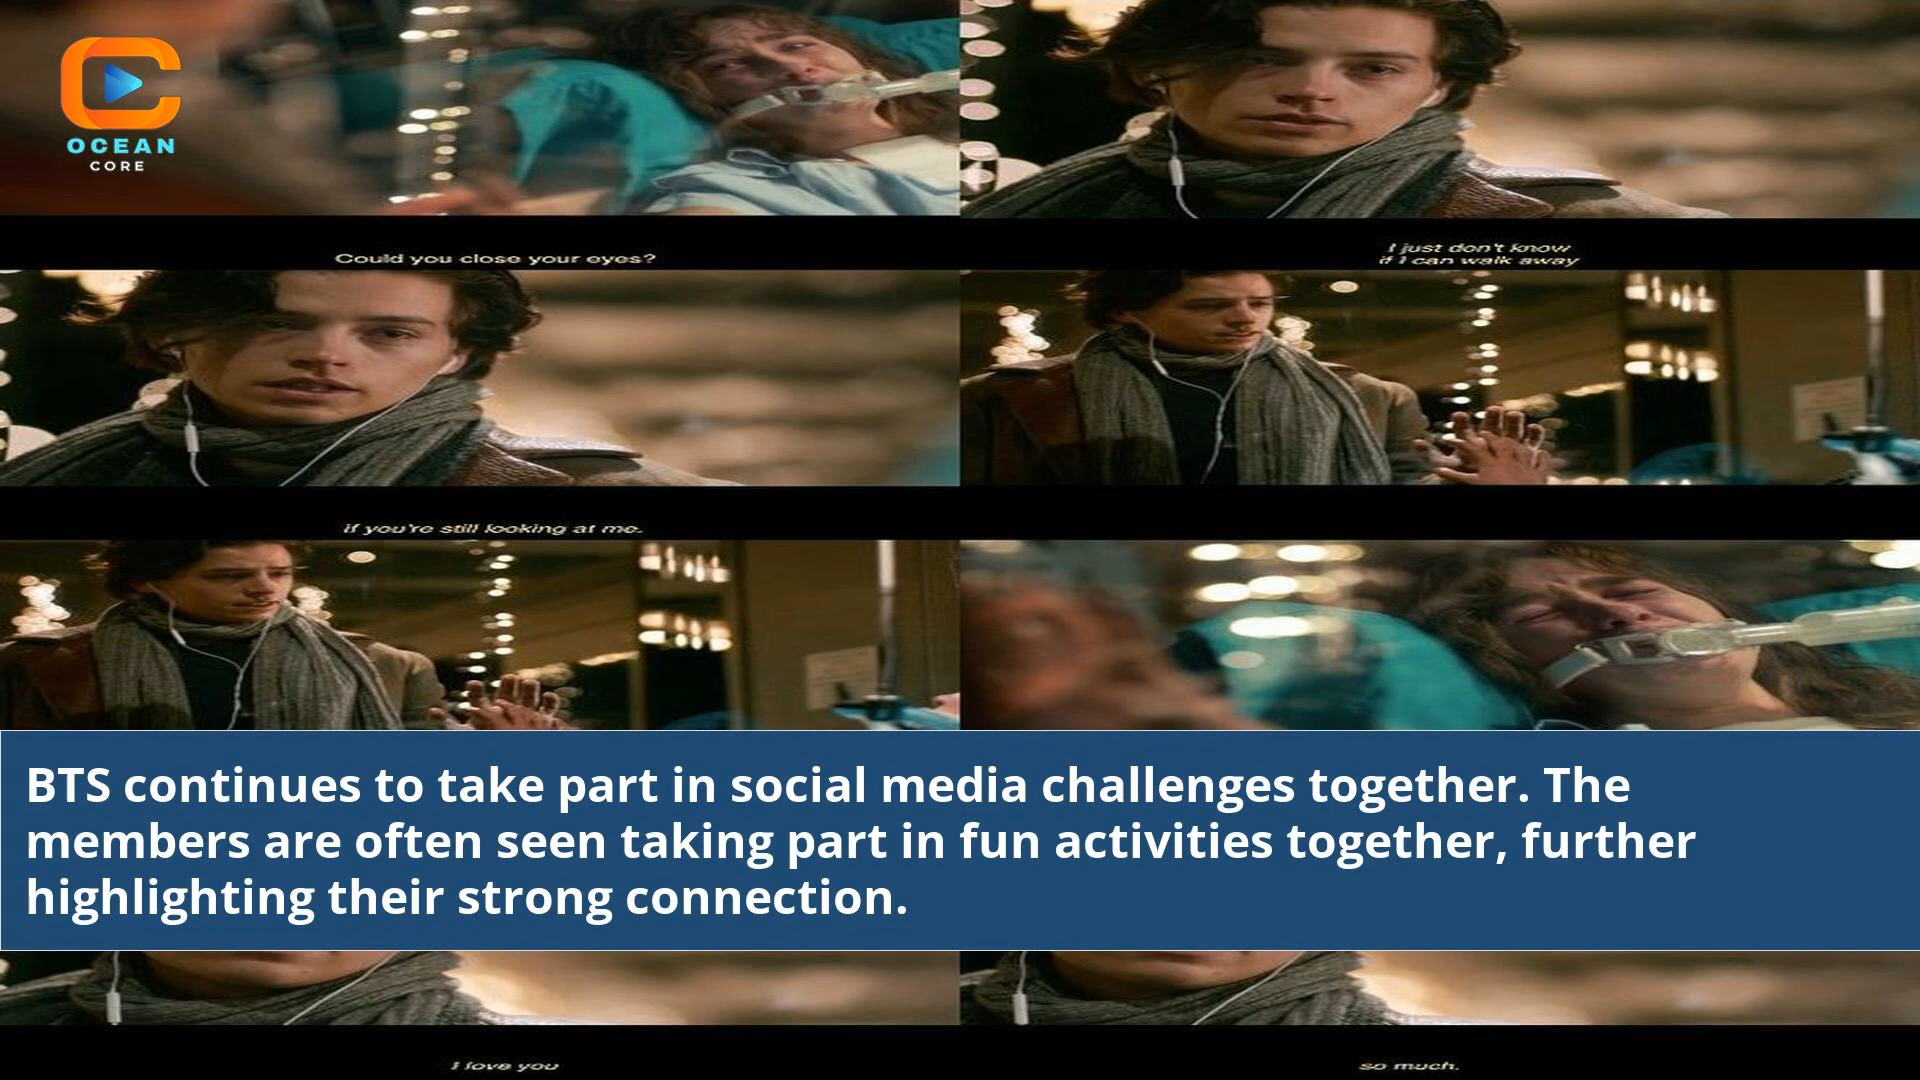 OCEAN
CORE
Could you close your eyes?
I just don't know
if I can walk away
if you're still looking at me.
BTS continues to take part in social media challenges together. The
members are often seen taking part in fun activities together, further
highlighting their strong connection.
I love you
so much.